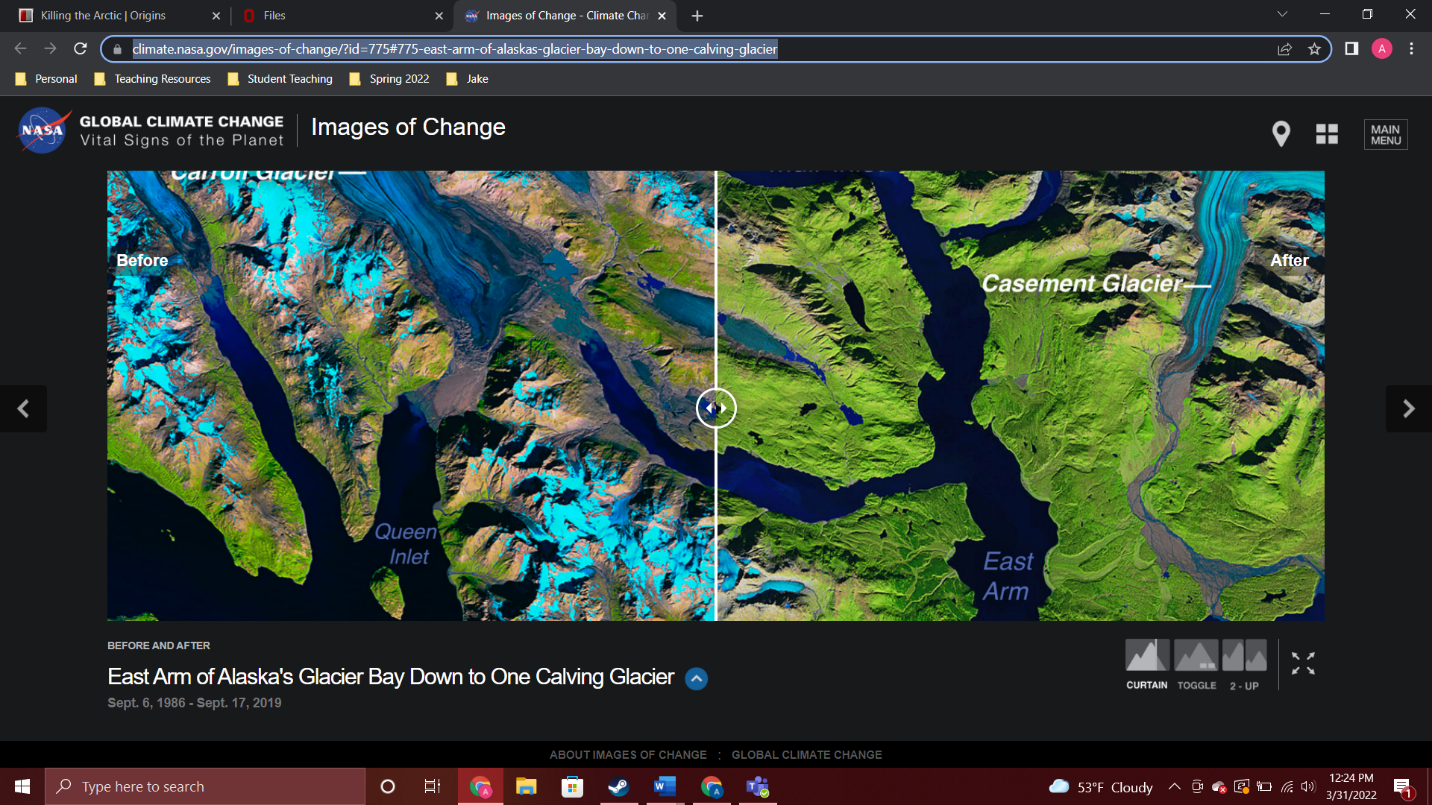 Killing the Arctic | Origins
Files
Images of Change - Climate Char
climate.nasa.gov/images-of-change/?id=775#775-east-arm-of-alaskas-glacier-bay-down-to-one-calving-glacier
A
Personal
Teaching Resources
Student Teaching
Spring 2022
Jake
NASA
GLOBAL CLIMATE CHANGE
Vital Signs of the Planet
Images of Change
MAIN
MENU
Carroll Glacier
Before
After
Casement Glacier
Queen
Inlet
East
Arm
BEFORE AND AFTER
East Arm of Alaska's Glacier Bay Down to One Calving Glacier
Sept. 6, 1986 - Sept. 17, 2019
CURTAIN
TOGGLE
2 - UP
ABOUT IMAGES OF CHANGE : GLOBAL CLIMATE CHANGE
Type here to search
53°F Cloudy
12:24 PM
3/31/2022
1